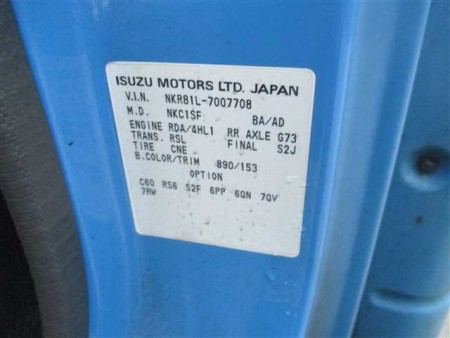 ISUZU MOTORS LTD. JAPAN
V.I.N. NKR81L-7007708
M.D. NKC1SF BA/AD
ENGINE RDA/4HL1 RR AXLE G73
TRANS. RSL FINAL S2J
TIRE CNE
B.COLOR/TRIM 890/153
OPTION
C60 RS6 S2F 6PP 6QN 7QV
7RW